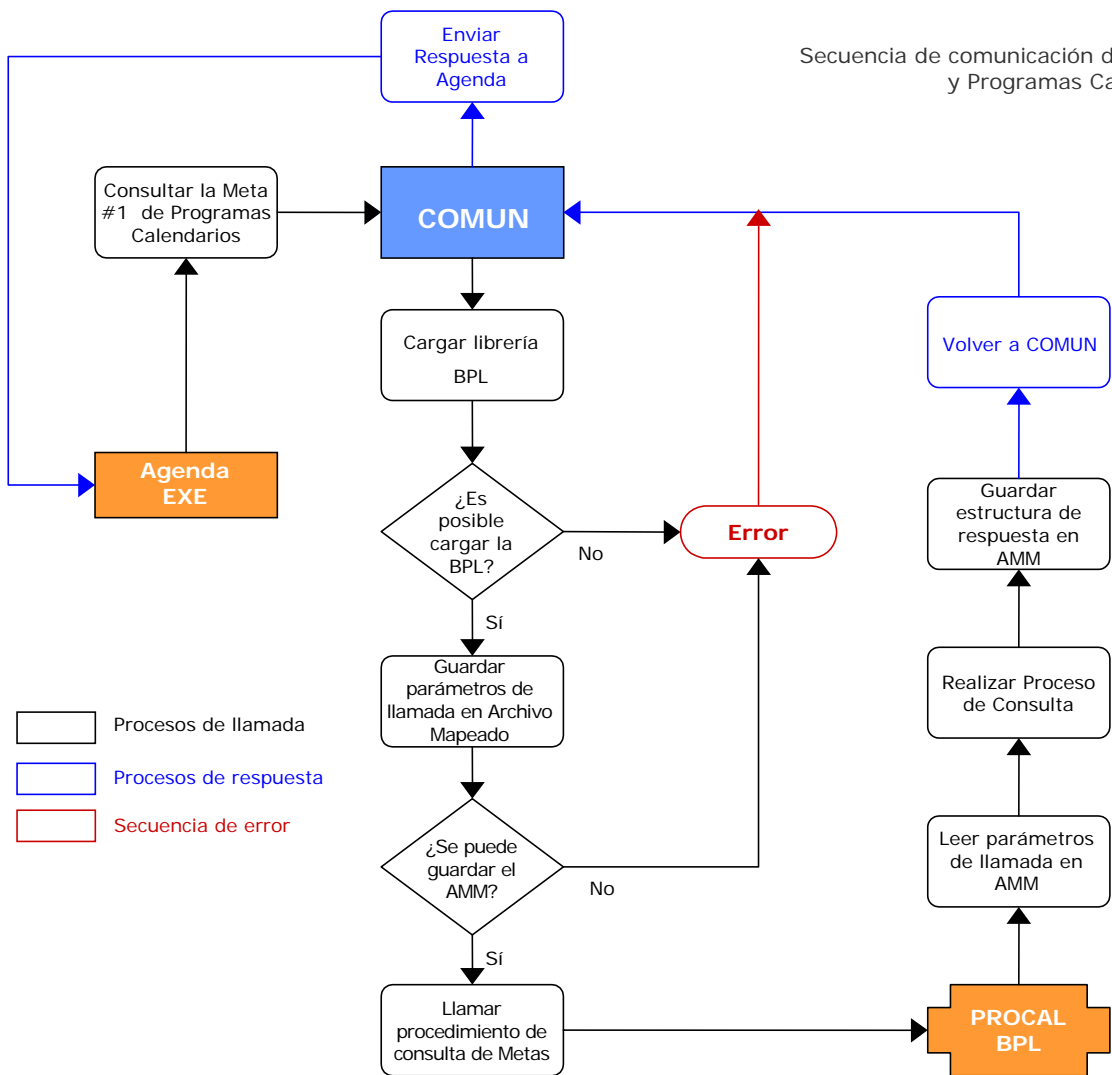 Enviar
Respuesta a
Agenda
Secuencia de comunicación d
y Programas Ca
Consultar la Meta
#1 de Programas
Calendarios
COMUN
Cargar librería
BPL
Volver a COMUN
Agenda
EXE
¿Es
posible
cargar la
BPL?
No
Error
Guardar
estructura de
respuesta en
AMM
Sí
Guardar
parámetros de
llamada en Archivo
Mapeado
Realizar Proceso
de Consulta
Procesos de llamada
Procesos de respuesta
Secuencia de error
¿Se puede
guardar el
AMM?
No
Leer parámetros
de llamada en
AMM
Sí
Llamar
procedimiento de
consulta de Metas
PROCAL
BPL